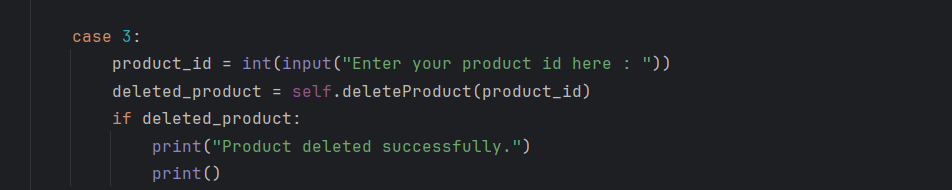 case 3:
product_id = int(input("Enter your product id here : "))
deleted_product = self.deleteProduct(product_id)
if deleted_product:
print("Product deleted successfully.")
print()